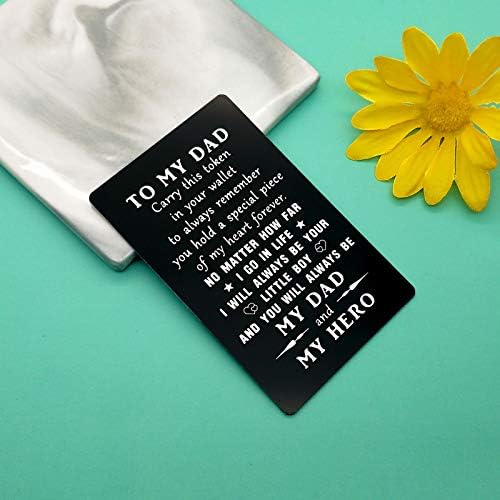 TO MY DAD
Carry this token
in your wallet
to always remember
you hold a special piece
of my heart forever.
NO MATTER HOW FAR
I GO IN LIFE
I WILL ALWAYS BE YOUR
LITTLE BOY
AND YOU WILL ALWAYS BE
MY DAD
and
MY HERO